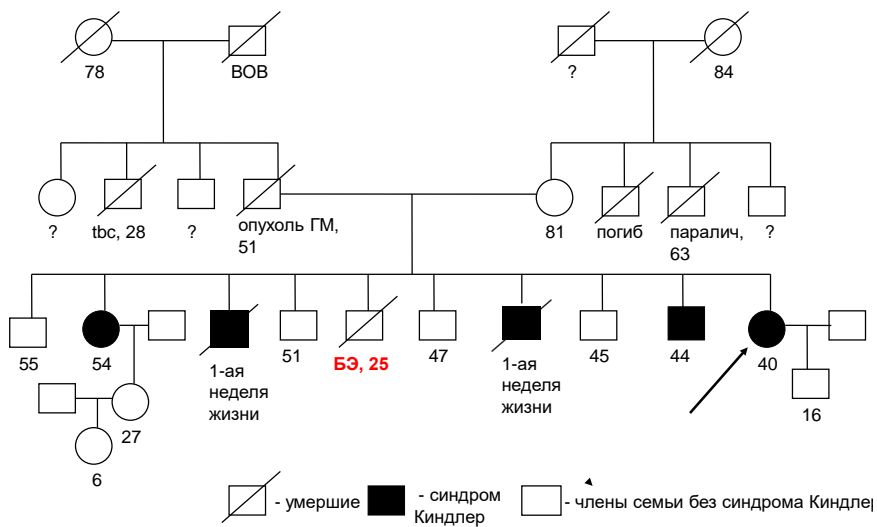 78
ВОВ
?
84
?
tbc, 28
?
опухоль ГМ,
51
81
погиб
паралич,
63
?
55
54
1-ая
неделя
жизни
51
БЭ, 25
47
1-ая
неделя
жизни
45
44
40
27
16
6
- умершие
- синдром
Киндлер
- члены семьи без синдрома Киндлер